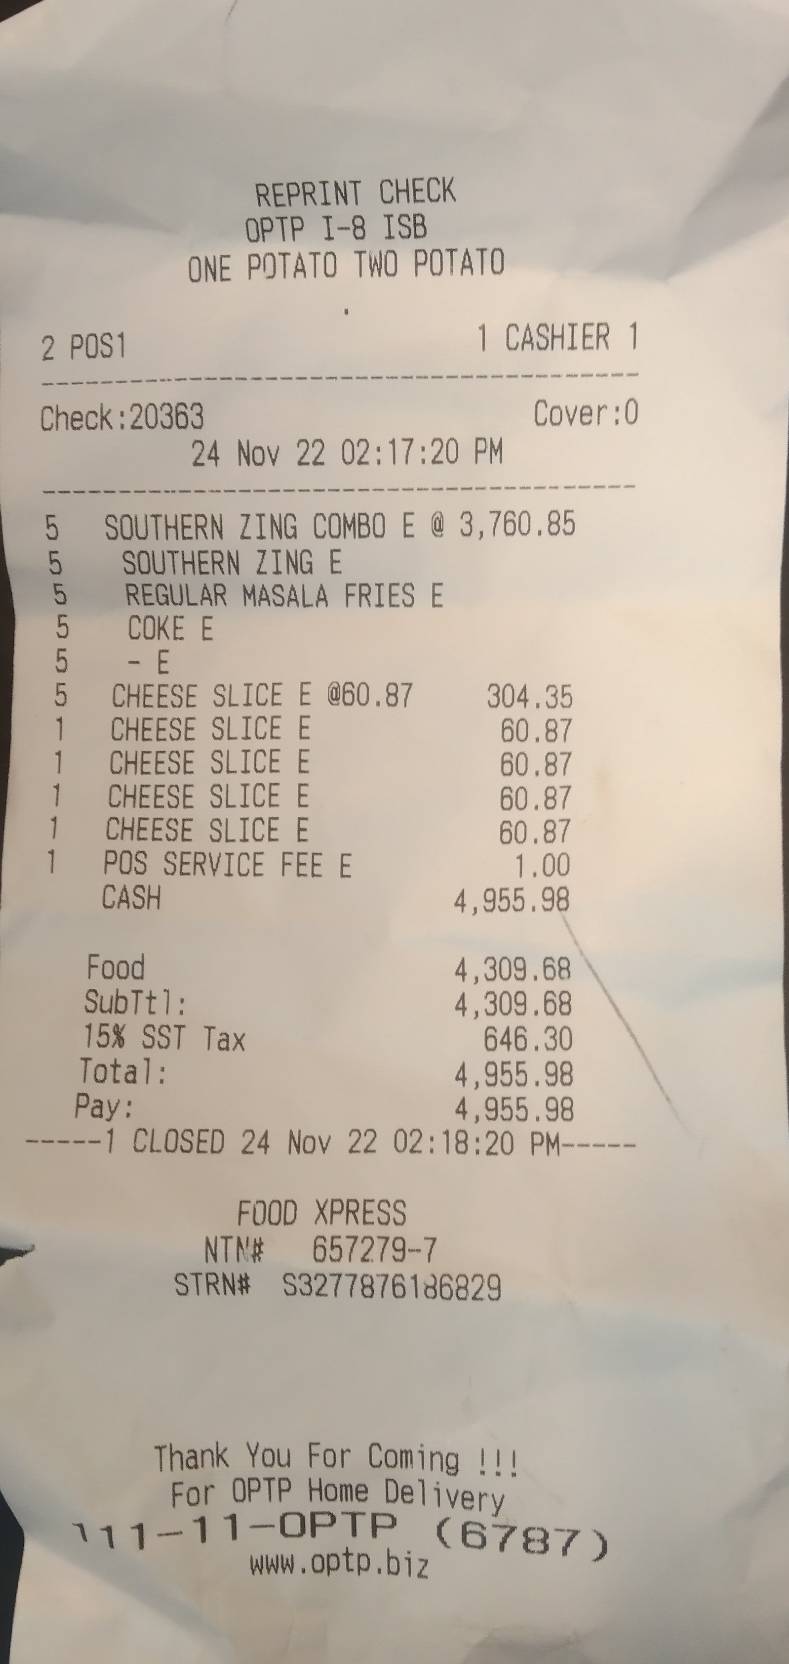 REPRINT CHECK
OPTP I-8 ISB
ONE POTATO TWO POTATO
2 POS1 1 CASHIER 1
----------------------------------------
Check:20363 Cover:0
24 Nov 22 02:17:20 PM
----------------------------------------
5 SOUTHERN ZING COMBO E @ 3,760.85
5 SOUTHERN ZING E
5 REGULAR MASALA FRIES E
5 COKE E
5 - E
5 CHEESE SLICE E @60.87 304.35
1 CHEESE SLICE E 60.87
1 CHEESE SLICE E 60.87
1 CHEESE SLICE E 60.87
1 CHEESE SLICE E 60.87
1 POS SERVICE FEE E 1.00
CASH 4,955.98
Food 4,309.68
SubTtl: 4,309.68
15% SST Tax 646.30
Total: 4,955.98
Pay: 4,955.98
-----1 CLOSED 24 Nov 22 02:18:20 PM-----
FOOD XPRESS
NTN# 657279-7
STRN# S3277876186829
Thank You For Coming !!!
For OPTP Home Delivery
111-11-OPTP (6787)
www.optp.biz